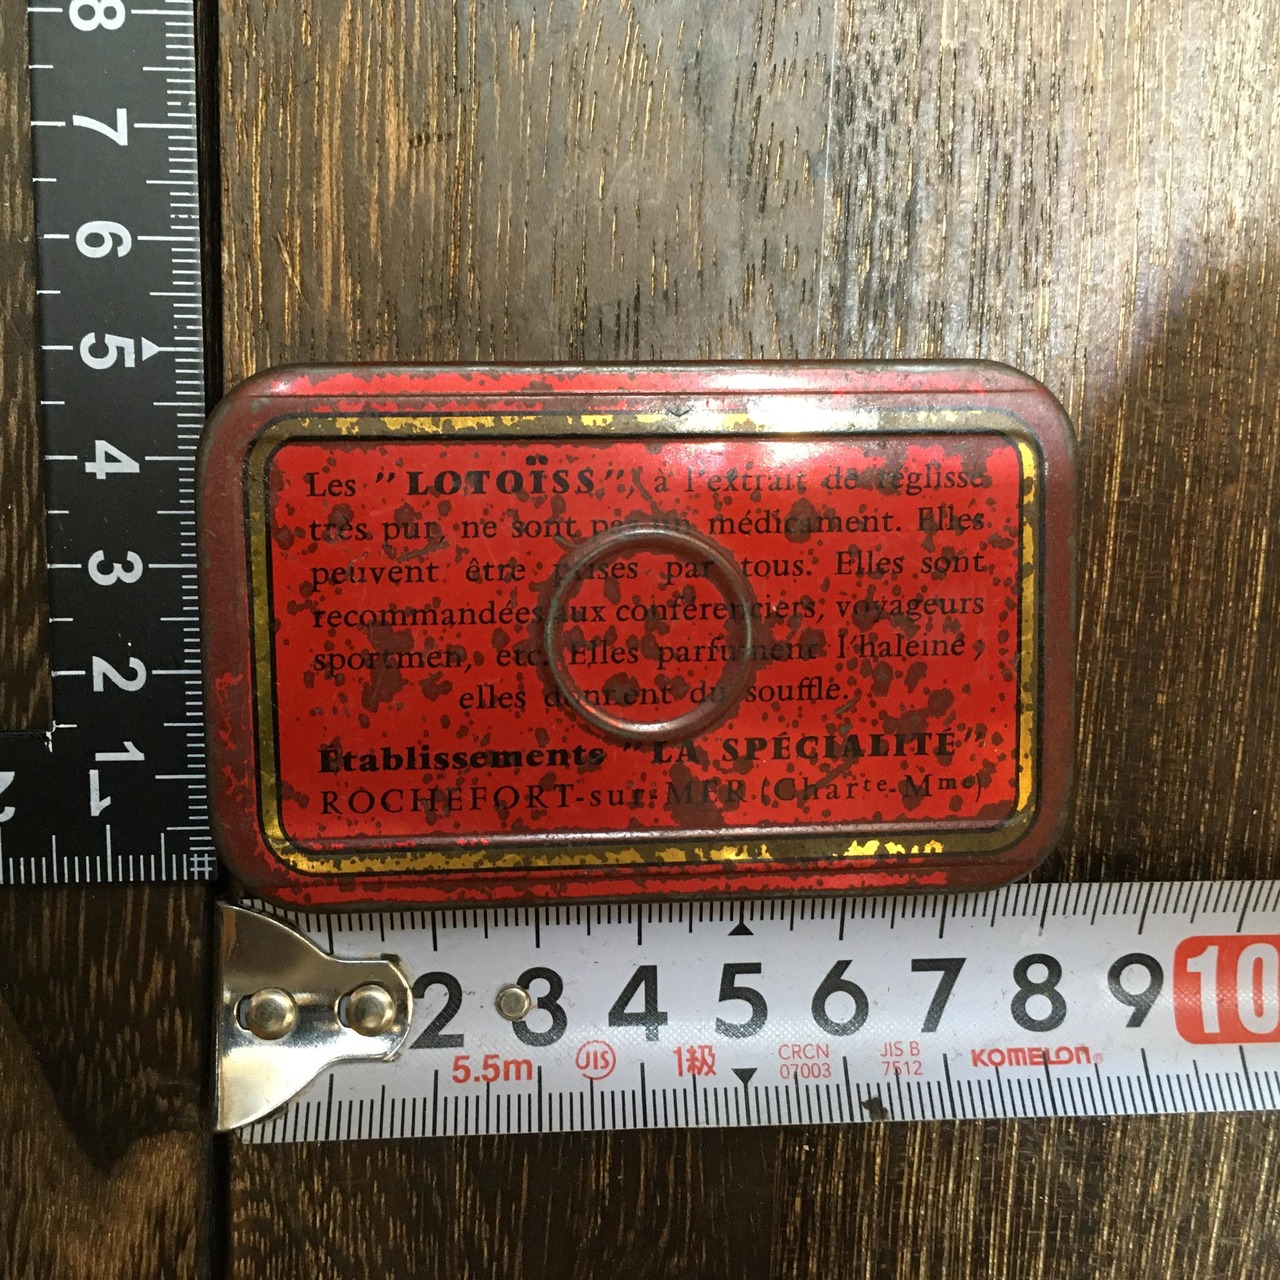 8
7
6
5
4
3
2
1
2
Les "LOTOÏSS", à l'extrait de réglisse
très pur, ne sont pas un médicament. Elles
peuvent être prises par tous. Elles sont
recommandées aux conférenciers, voyageurs
sportmen, etc. Elles parfument l'haleine,
elles donnent du souffle.
Établissements "LA SPÉCIALITÉ"
ROCHEFORT-sur-MER (Charte-Mme)
2 3 4 5 6 7 8 9 10
5.5m JIS 1級 CRCN 07003 JIS B 7512 KOMELON®